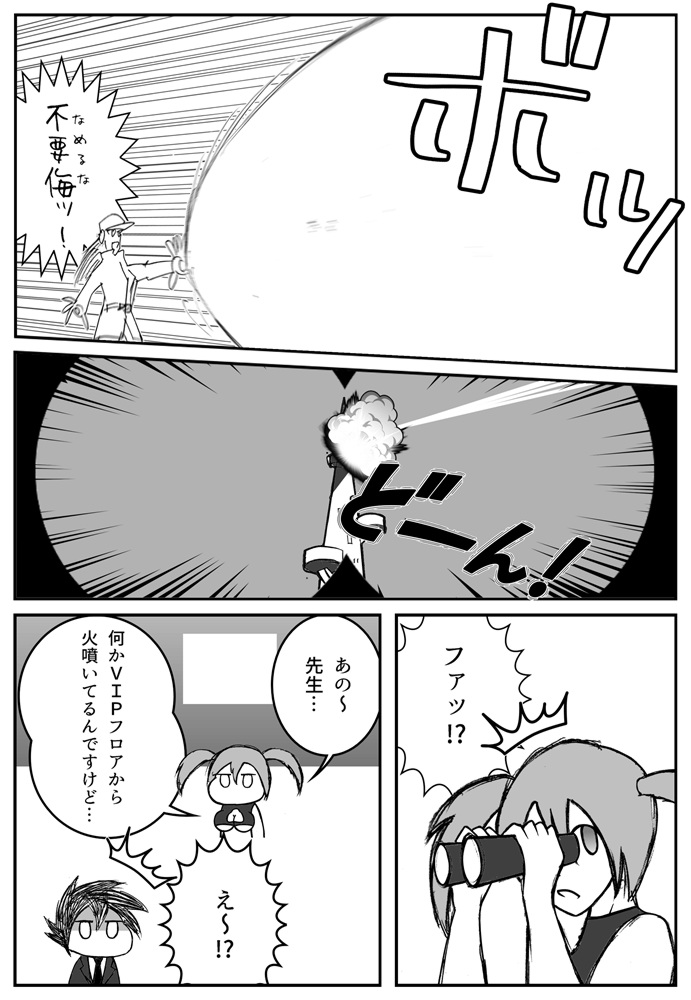 ボッ
なめるな
不要侮ッ!
どーん!
ファッ!?
あの〜
先生…
何かVIPフロアから
火噴いてるんですけど…
え〜!?